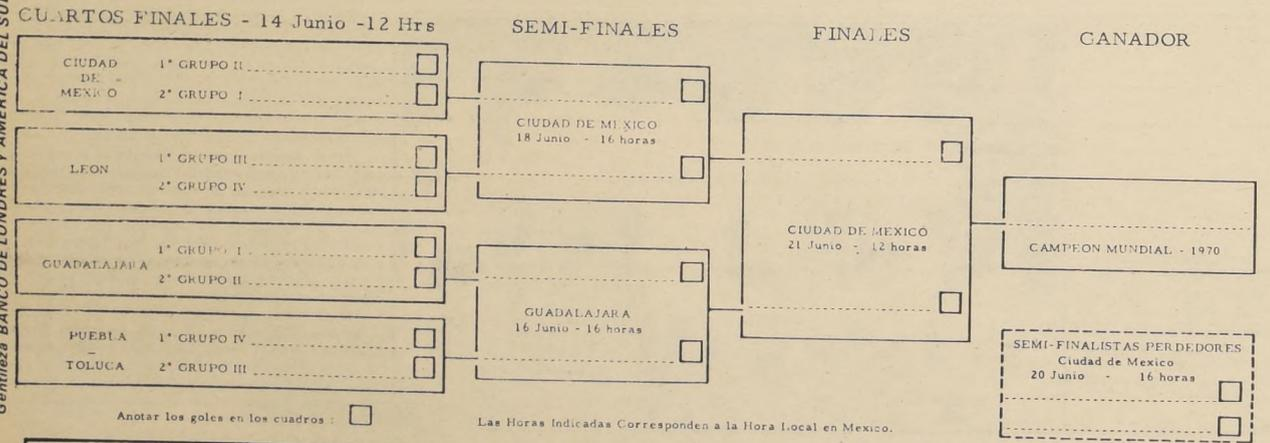 Gentileza BANCO DE LONDRES Y AMERICA DEL SUD
CUARTOS FINALES - 14 Junio -12 Hrs
CIUDAD
DE
MEXICO
1° GRUPO II
2° GRUPO I
LEON
1° GRUPO III
2° GRUPO IV
GUADALAJARA
1° GRUPO I
2° GRUPO II
PUEBLA
-
TOLUCA
1° GRUPO IV
2° GRUPO III
SEMI-FINALES
CIUDAD DE MEXICO
18 Junio - 16 horas
GUADALAJARA
16 Junio - 16 horas
FINALES
CIUDAD DE MEXICO
21 Junio - 12 horas
GANADOR
CAMPEON MUNDIAL - 1970
SEMI-FINALISTAS PERDEDORES
Ciudad de Mexico
20 Junio - 16 horas
Anotar los goles en los cuadros :
Las Horas Indicadas Corresponden a la Hora Local en Mexico.